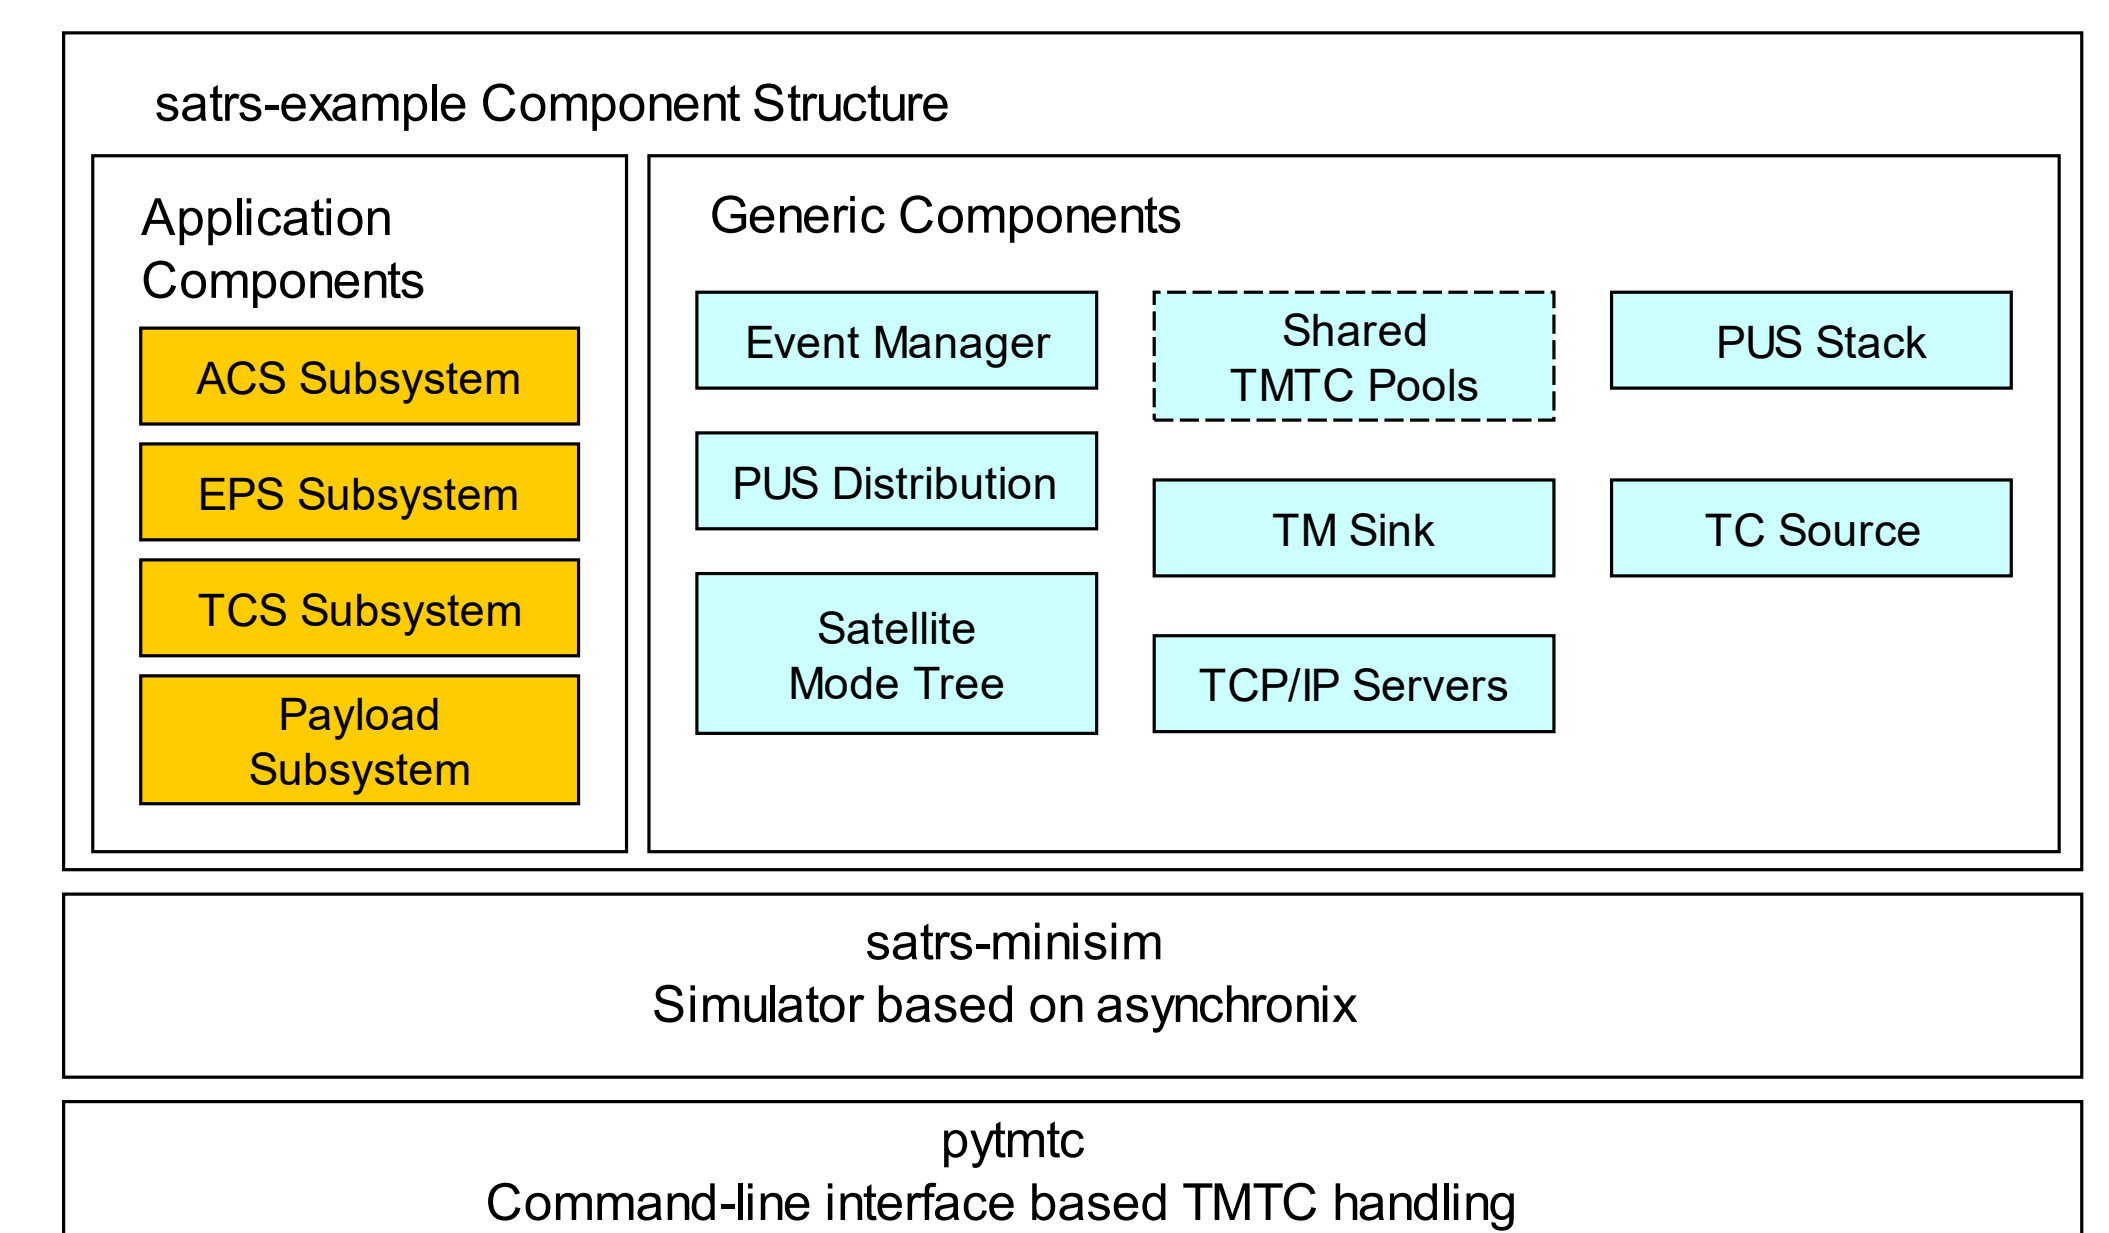 satrs-example Component Structure
Application
Components
ACS Subsystem
EPS Subsystem
TCS Subsystem
Payload
Subsystem
Generic Components
Event Manager
Shared
TMTC Pools
PUS Stack
PUS Distribution
TM Sink
TC Source
Satellite
Mode Tree
TCP/IP Servers
satrs-minisim
Simulator based on asynchronix
pytmtc
Command-line interface based TMTC handling